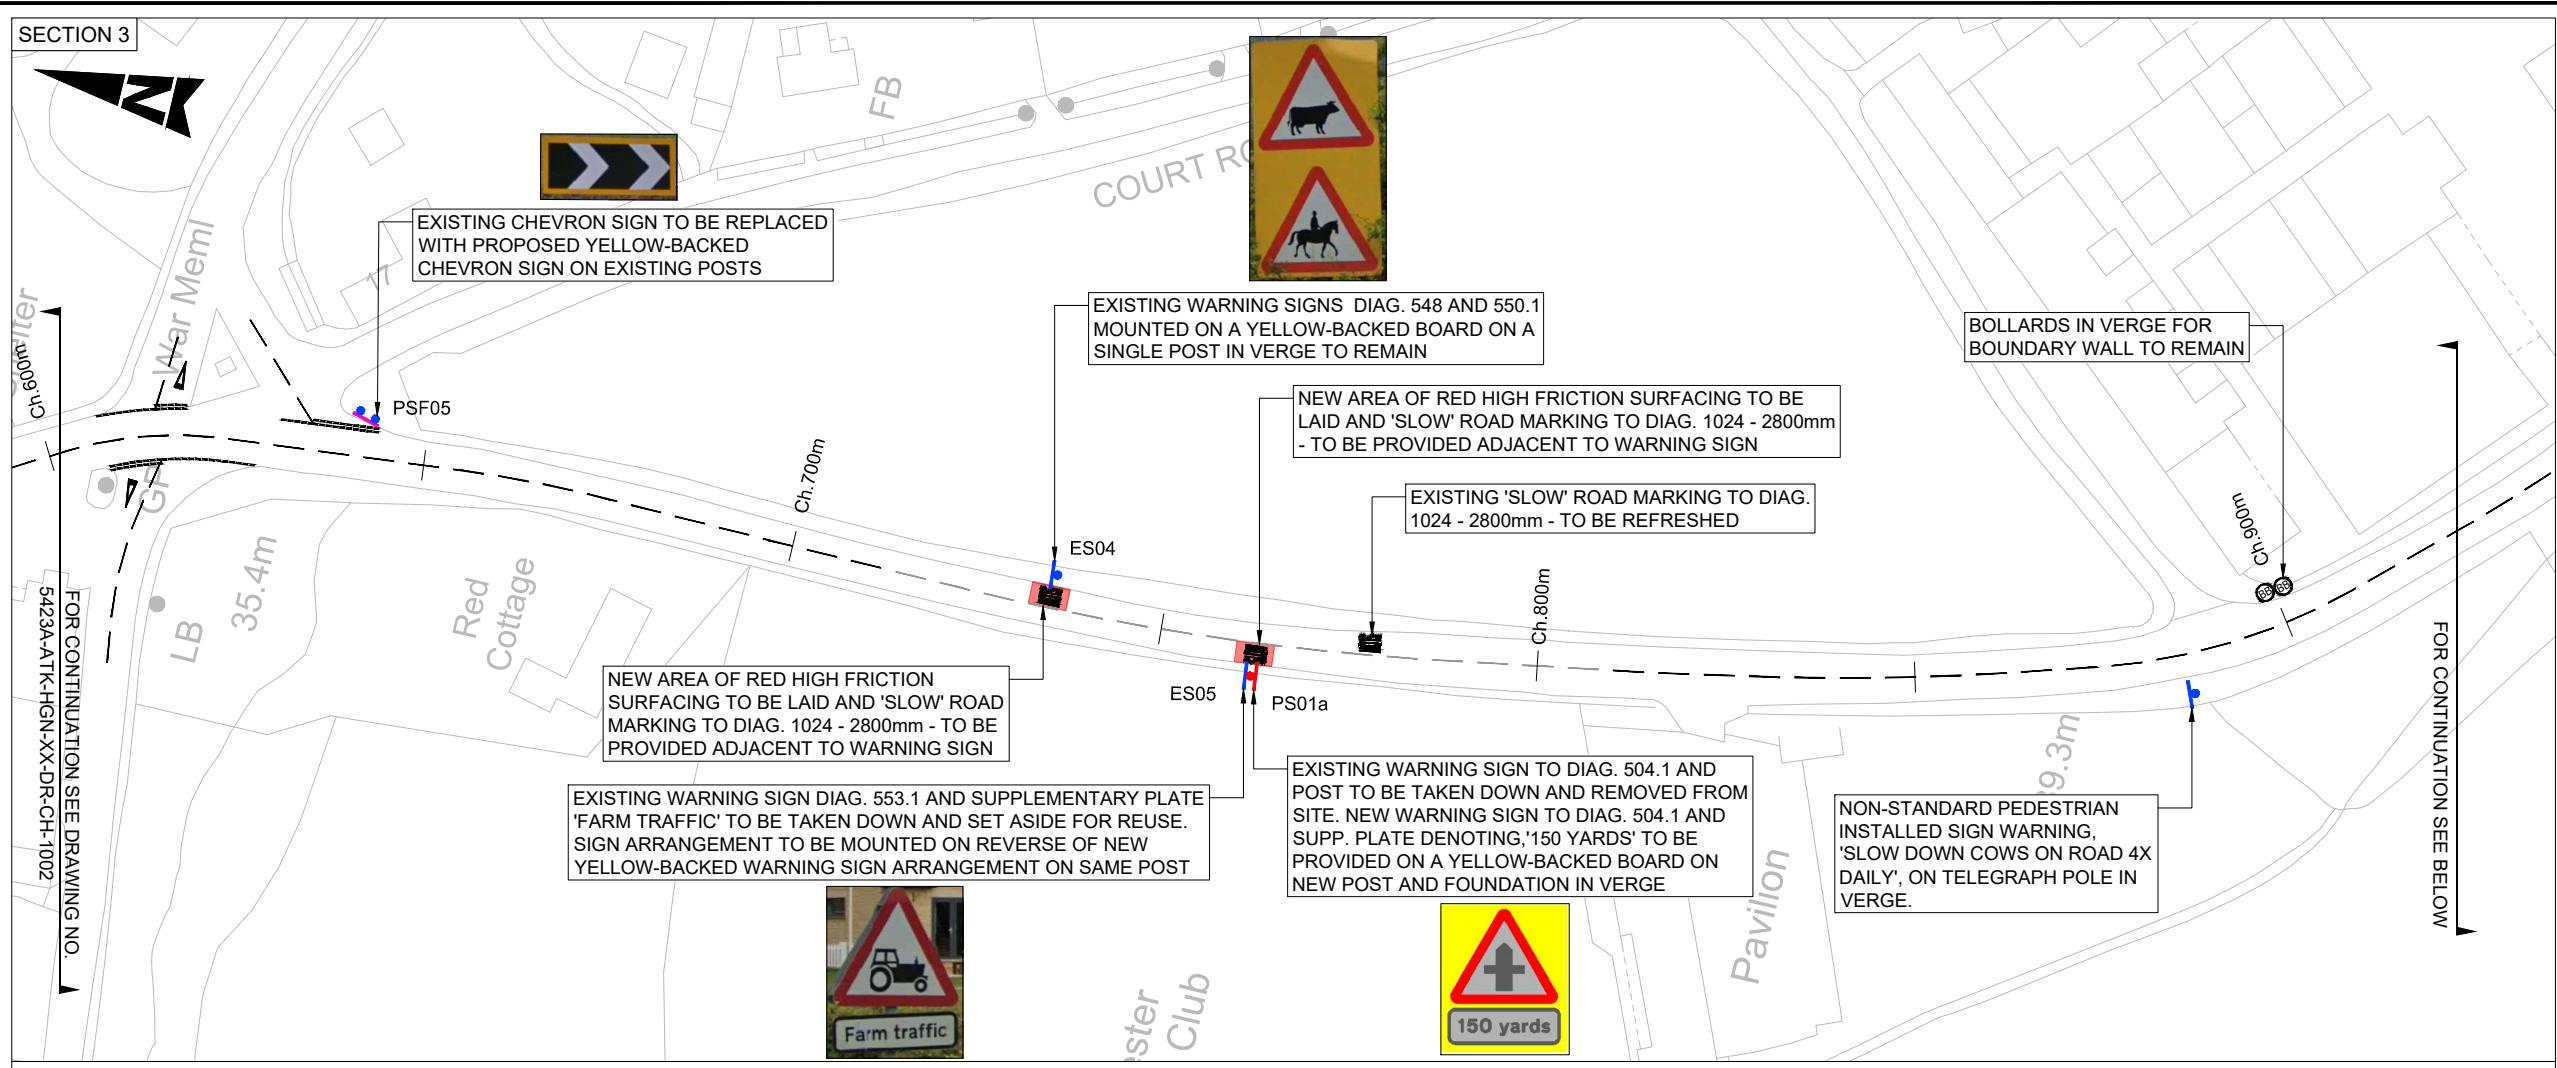 SECTION 3
N
FB
COURT
EXISTING CHEVRON SIGN TO BE REPLACED
WITH PROPOSED YELLOW-BACKED
CHEVRON SIGN ON EXISTING POSTS
17
War Meml
Ch.600m
PSF05
GP
LB
35.4m
Red
Cottage
Ch.700m
EXISTING WARNING SIGNS DIAG. 548 AND 550.1
MOUNTED ON A YELLOW-BACKED BOARD ON A
SINGLE POST IN VERGE TO REMAIN
ES04
NEW AREA OF RED HIGH FRICTION SURFACING TO BE
LAID AND 'SLOW' ROAD MARKING TO DIAG. 1024 - 2800mm
- TO BE PROVIDED ADJACENT TO WARNING SIGN
EXISTING 'SLOW' ROAD MARKING TO DIAG.
1024 - 2800mm - TO BE REFRESHED
BOLLARDS IN VERGE FOR
BOUNDARY WALL TO REMAIN
Ch.800m
Ch.900m
BB
BB
NEW AREA OF RED HIGH FRICTION
SURFACING TO BE LAID AND 'SLOW' ROAD
MARKING TO DIAG. 1024 - 2800mm - TO BE
PROVIDED ADJACENT TO WARNING SIGN
ES05
PS01a
EXISTING WARNING SIGN DIAG. 553.1 AND SUPPLEMENTARY PLATE
'FARM TRAFFIC' TO BE TAKEN DOWN AND SET ASIDE FOR REUSE.
SIGN ARRANGEMENT TO BE MOUNTED ON REVERSE OF NEW
YELLOW-BACKED WARNING SIGN ARRANGEMENT ON SAME POST
Farm traffic
EXISTING WARNING SIGN TO DIAG. 504.1 AND
POST TO BE TAKEN DOWN AND REMOVED FROM
SITE. NEW WARNING SIGN TO DIAG. 504.1 AND
SUPP. PLATE DENOTING,'150 YARDS' TO BE
PROVIDED ON A YELLOW-BACKED BOARD ON
NEW POST AND FOUNDATION IN VERGE
150 yards
NON-STANDARD PEDESTRIAN
INSTALLED SIGN WARNING,
'SLOW DOWN COWS ON ROAD 4X
DAILY', ON TELEGRAPH POLE IN
VERGE.
9.3m
Pavilion
ester
Club
FOR CONTINUATION SEE DRAWING NO.
5423A-ATK-HGN-XX-DR-CH-1002
FOR CONTINUATION SEE BELOW